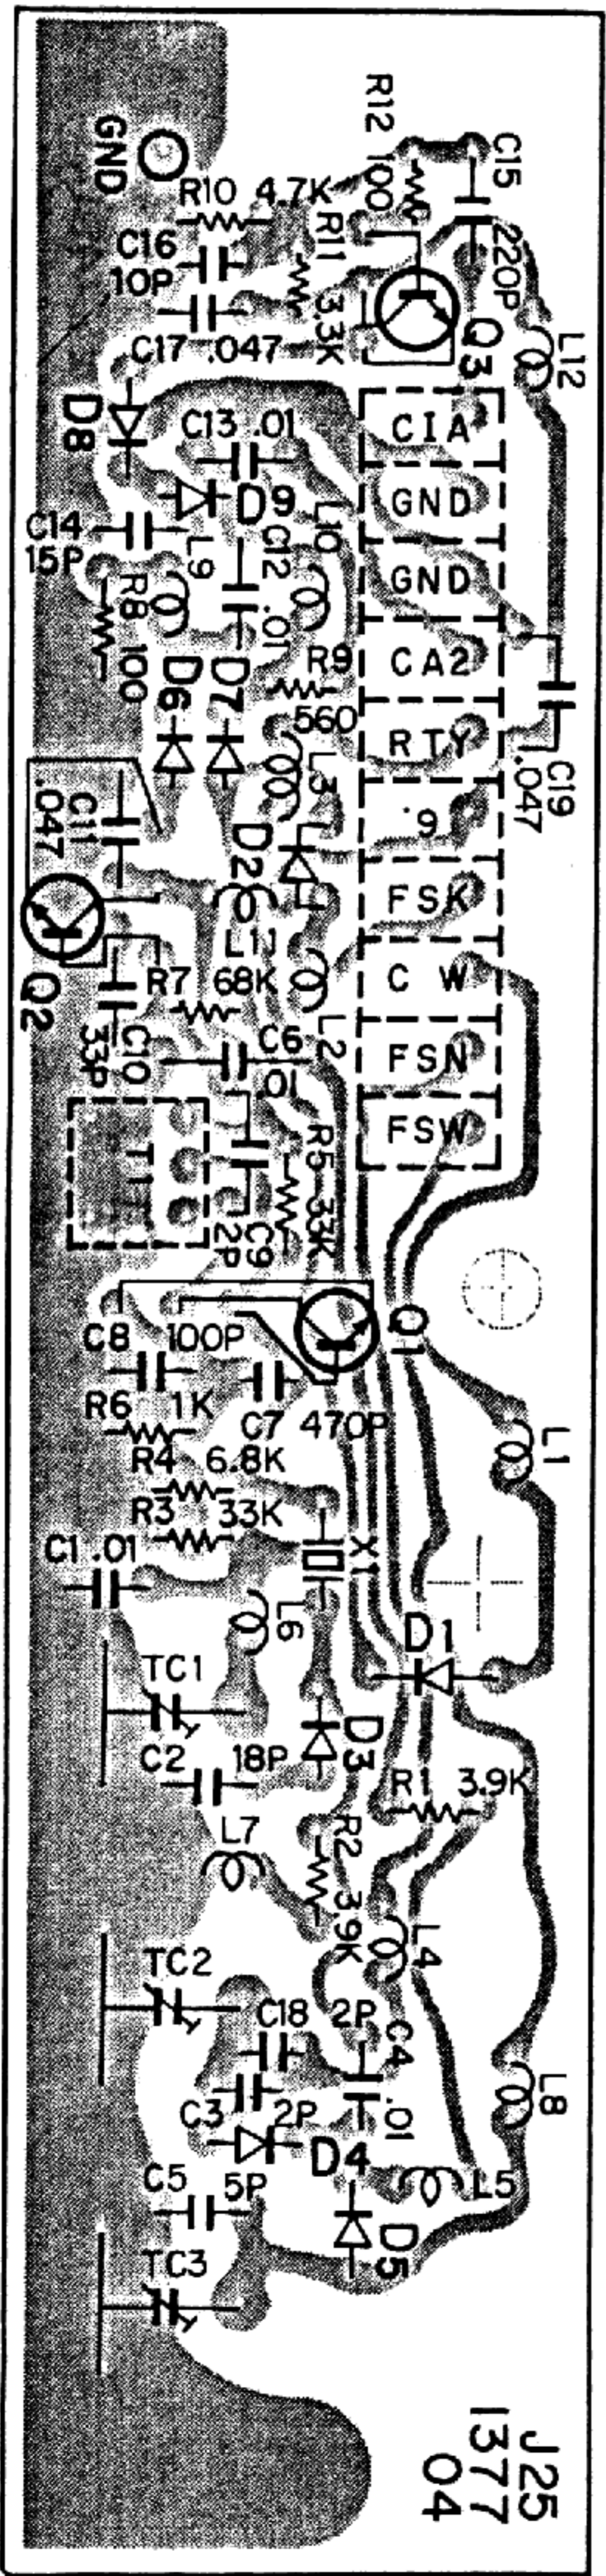 GND
R12 100
C15
220P
R10 4.7K
R11 3.3K
C16
10P
C17 .047
Q3
L12
D8
C13 .01
CIA
D9
GND
C14
15P
L9
C12 .01
L10
GND
R8 100
R9
560
CA2
D6
D7
RTY
C19
.047
L3
C11
.047
D2
.9
FSK
L11
Q2
R7 68K
L2
C W
C10
33P
C6
.01
FSN
FSW
T1
R5 33K
C9
2P
C8 100P
Q1
R6 1K
C7 470P
L1
R4 6.8K
R3 33K
C1 .01
X1
L6
D1
TC1
C2 18P
D3
R1 3.9K
L7
R2 3.9K
L4
TC2
C18 2P
C4
.01
L8
C3 2P
D4
C5 5P
L5
D5
TC3
J25
1377
04